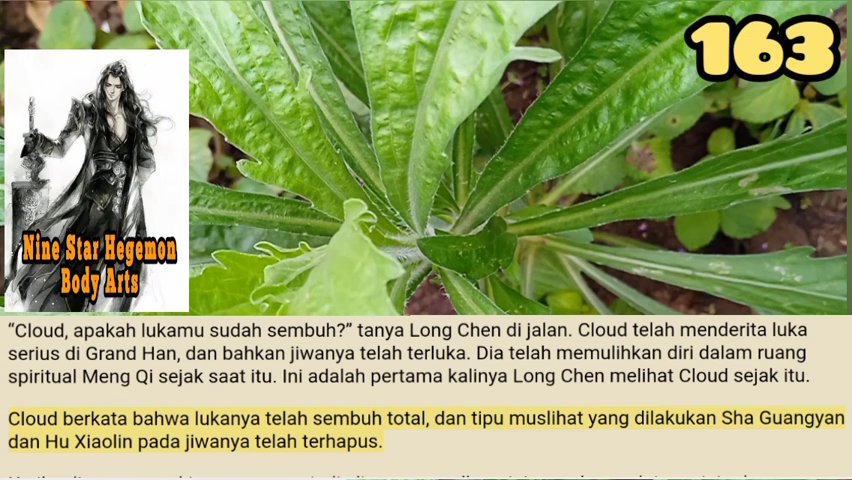 163
Nine Star Hegemon
Body Arts
“Cloud, apakah lukamu sudah sembuh?” tanya Long Chen di jalan. Cloud telah menderita luka
serius di Grand Han, dan bahkan jiwanya telah terluka. Dia telah memulihkan diri dalam ruang
spiritual Meng Qi sejak saat itu. Ini adalah pertama kalinya Long Chen melihat Cloud sejak itu.
Cloud berkata bahwa lukanya telah sembuh total, dan tipu muslihat yang dilakukan Sha Guangyan
dan Hu Xiaolin pada jiwanya telah terhapus.